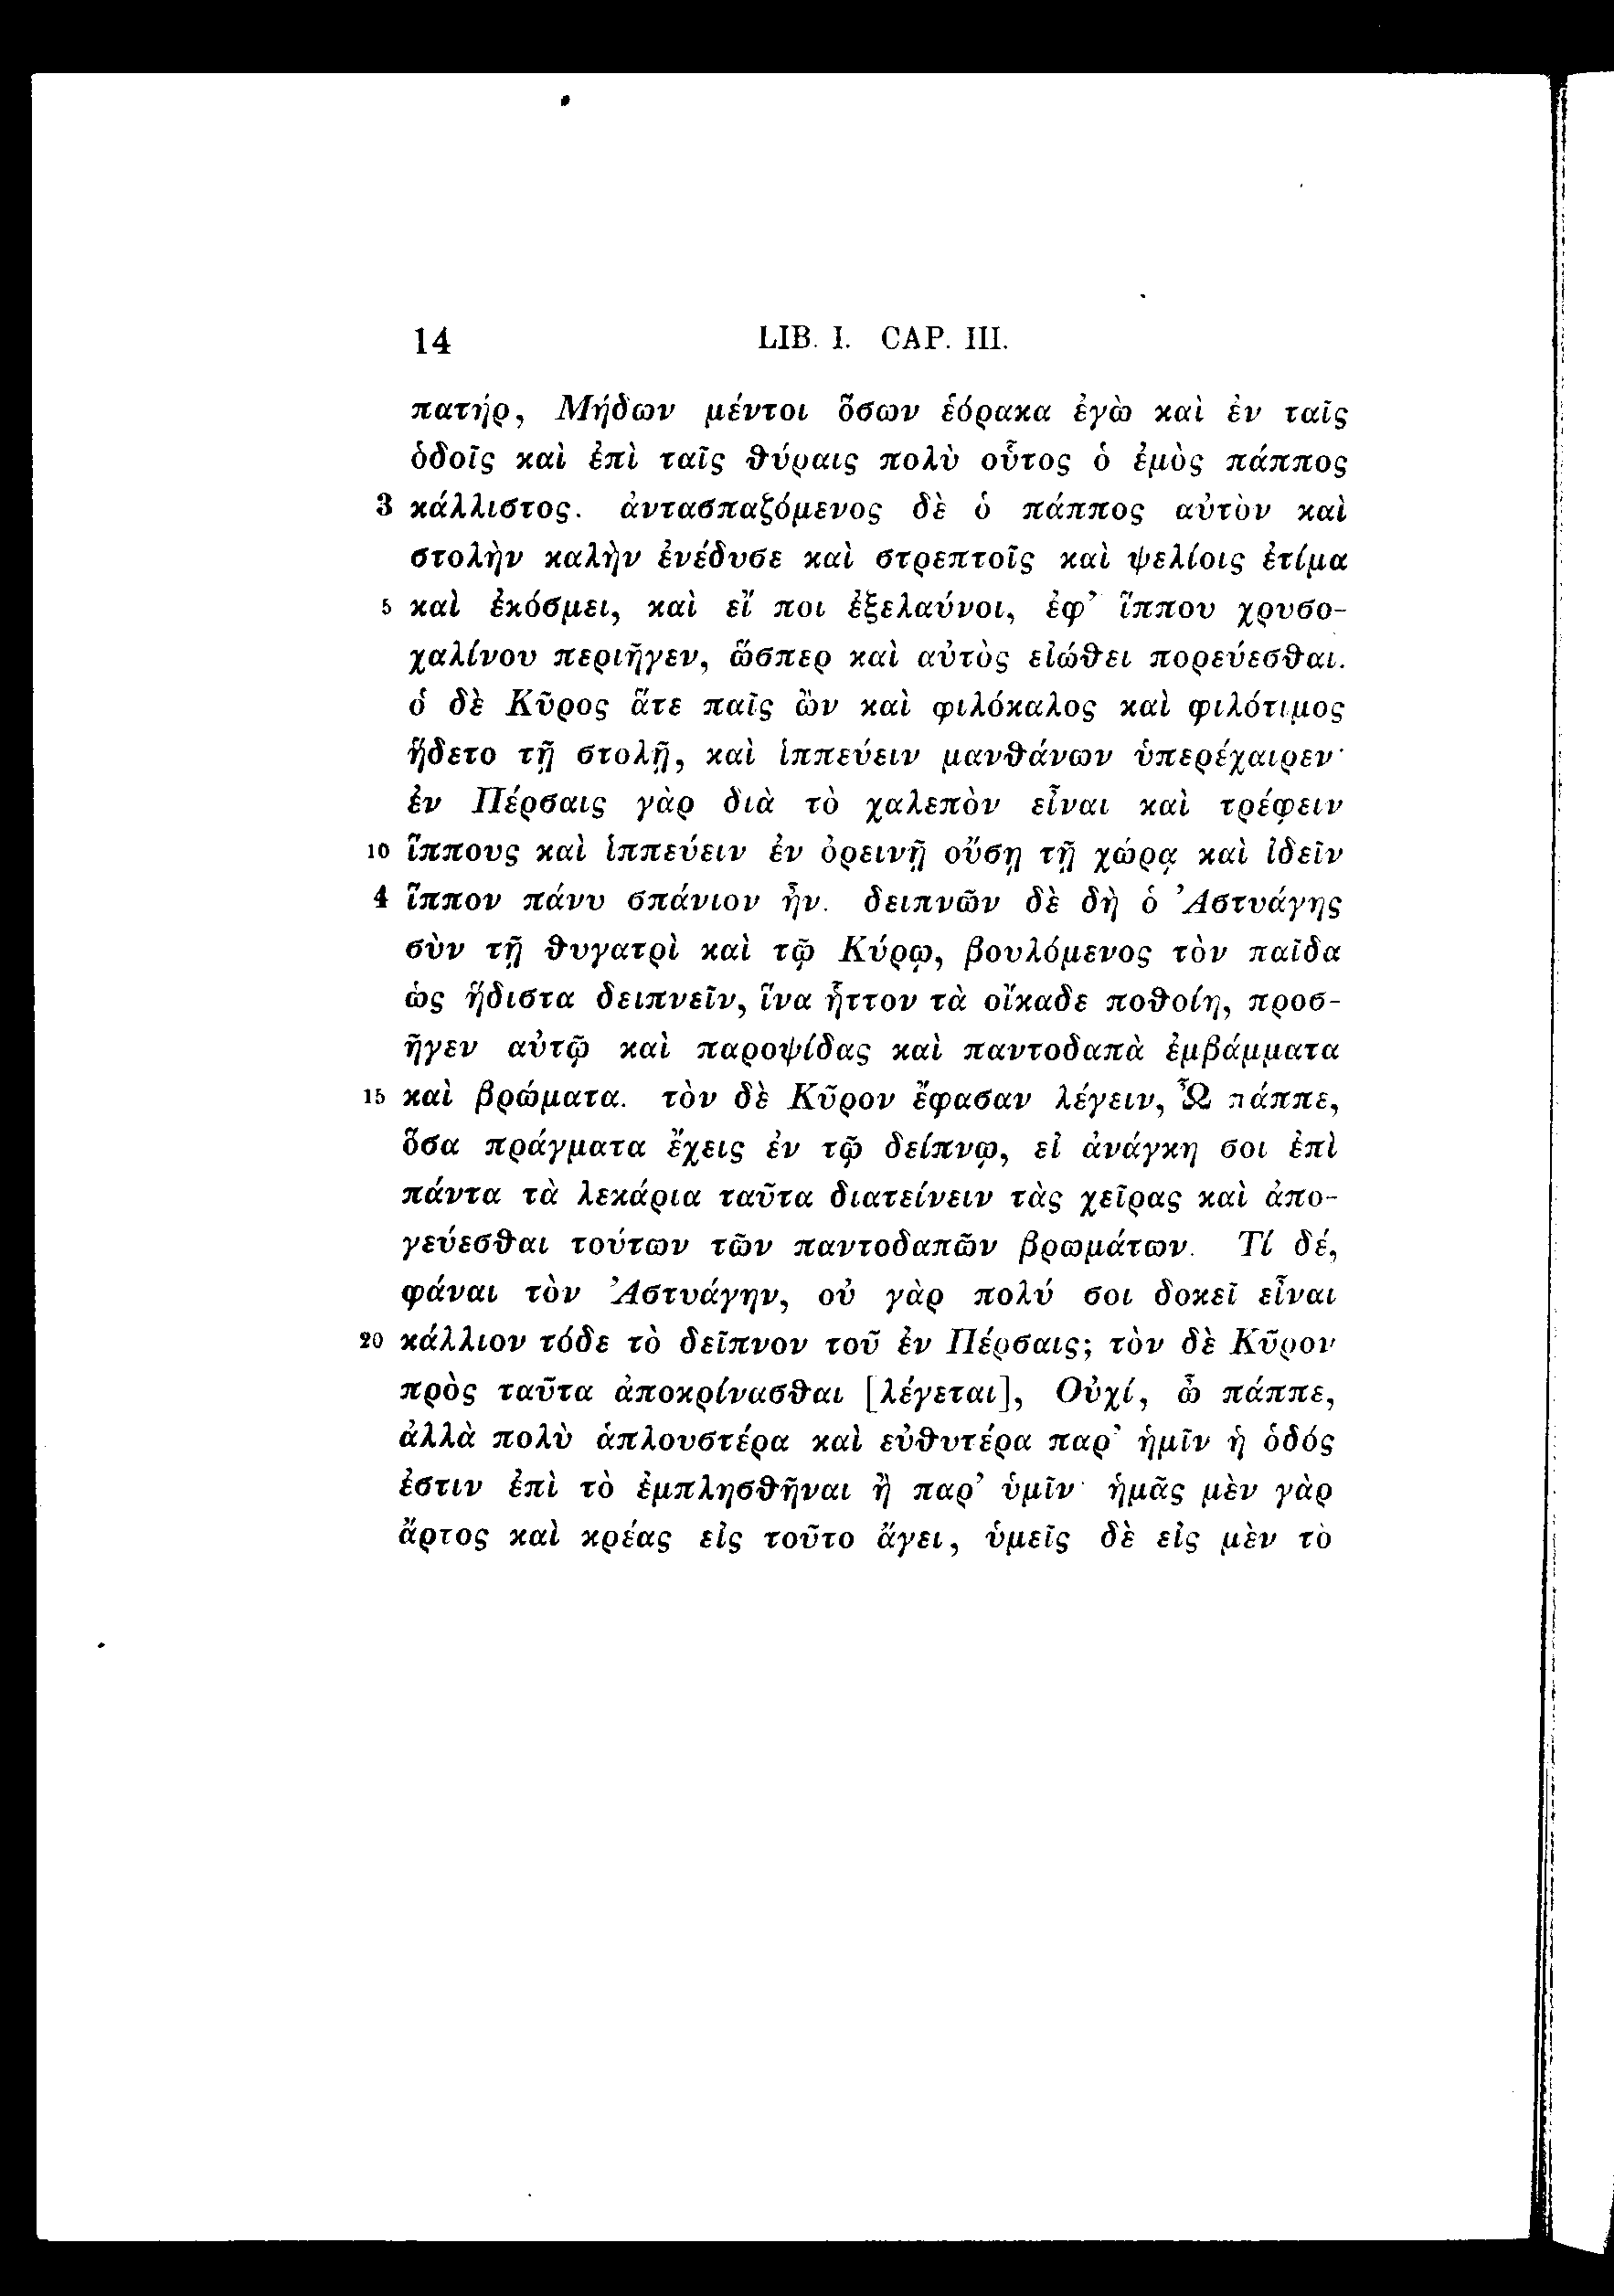 14 LIB. I. CAP. III.
πατήρ, Μήδων μέντοι ὅσων ἑόρακα ἐγὼ καὶ ἐν ταῖς
ὁδοῖς καὶ ἐπὶ ταῖς θύραις πολὺ οὗτος ὁ ἐμὸς πάππος
3 κάλλιστος. ἀντασπαζόμενος δὲ ὁ πάππος αὐτὸν καὶ
στολὴν καλὴν ἐνέδυσε καὶ στρεπτοῖς καὶ ψελίοις ἐτίμα
5 καὶ ἐκόσμει, καὶ εἴ ποι ἐξελαύνοι, ἐφ’ ἵππου χρυσο-
χαλίνου περιῆγεν, ὥσπερ καὶ αὐτὸς εἰώθει πορεύεσθαι.
ὁ δὲ Κῦρος ἅτε παῖς ὢν καὶ φιλόκαλος καὶ φιλότιμος
ἥδετο τῇ στολῇ, καὶ ἱππεύειν μανθάνων ὑπερέχαιρεν·
ἐν Πέρσαις γὰρ διὰ τὸ χαλεπὸν εἶναι καὶ τρέφειν
10 ἵππους καὶ ἱππεύειν ἐν ὀρεινῇ οὔσῃ τῇ χώρᾳ καὶ ἰδεῖν
4 ἵππον πάνυ σπάνιον ἦν. δειπνῶν δὲ δὴ ὁ Ἀστυάγης
σὺν τῇ θυγατρὶ καὶ τῷ Κύρῳ, βουλόμενος τὸν παῖδα
ὡς ἥδιστα δειπνεῖν, ἵνα ἧττον τὰ οἴκαδε ποθοίη, προσ-
ῆγεν αὐτῷ καὶ παροψίδας καὶ παντοδαπὰ ἐμβάμματα
15 καὶ βρώματα. τὸν δὲ Κῦρον ἔφασαν λέγειν, Ὦ πάππε,
ὅσα πράγματα ἔχεις ἐν τῷ δείπνῳ, εἰ ἀνάγκη σοι ἐπὶ
πάντα τὰ λεκάρια ταῦτα διατείνειν τὰς χεῖρας καὶ ἀπο-
γεύεσθαι τούτων τῶν παντοδαπῶν βρωμάτων. Τί δέ,
φάναι τὸν Ἀστυάγην, οὐ γὰρ πολύ σοι δοκεῖ εἶναι
20 κάλλιον τόδε τὸ δεῖπνον τοῦ ἐν Πέρσαις; τὸν δὲ Κῦρον
πρὸς ταῦτα ἀποκρίνασθαι [λέγεται], Οὐχί, ὦ πάππε,
ἀλλὰ πολὺ ἁπλουστέρα καὶ εὐθυτέρα παρ’ ἡμῖν ἡ ὁδός
ἐστιν ἐπὶ τὸ ἐμπλησθῆναι ἢ παρ’ ὑμῖν· ἡμᾶς μὲν γὰρ
ἄρτος καὶ κρέας εἰς τοῦτο ἄγει, ὑμεῖς δὲ εἰς μὲν τὸ